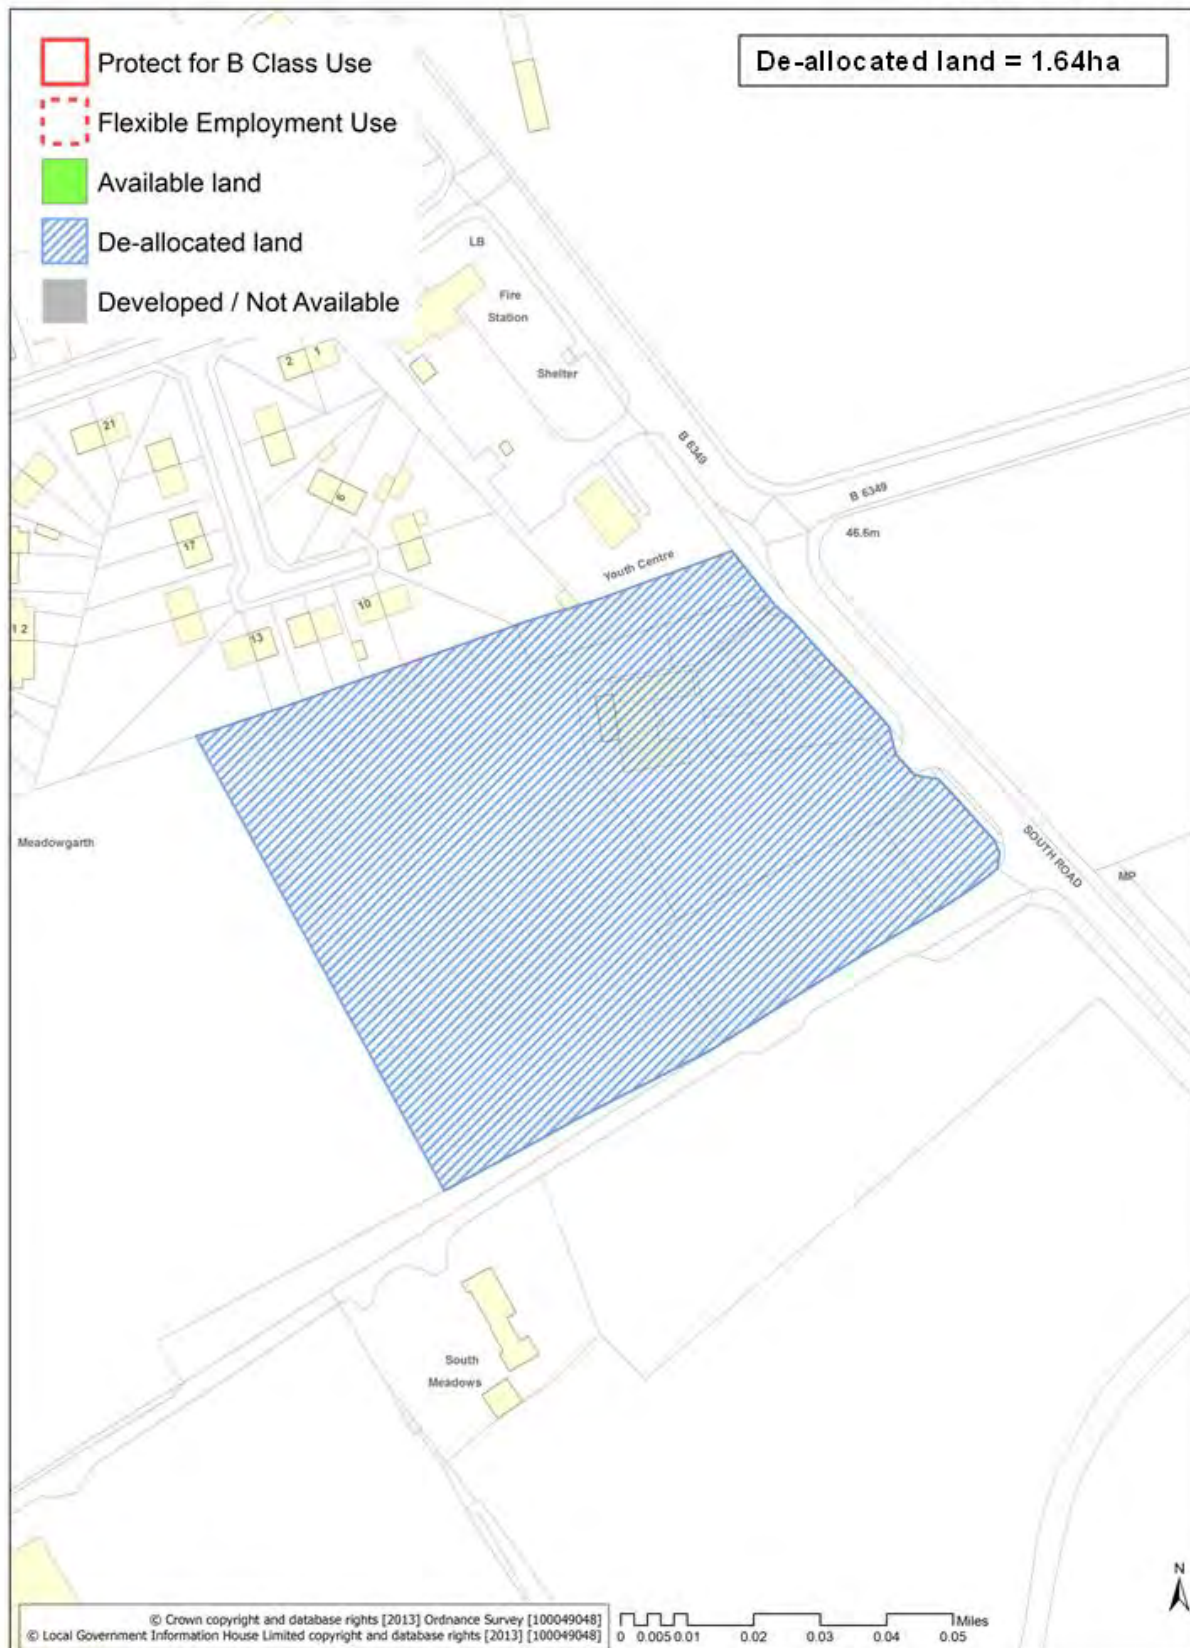 De-allocated land = 1.64ha
Protect for B Class Use
Flexible Employment Use
Available land
De-allocated land
Developed / Not Available
LB
Fire
Station
Shelter
2
1
21
B 6349
B 6349
6
46.6m
17
Youth Centre
10
1 2
13
Meadowgarth
SOUTH ROAD
MP
South
Meadows
N
© Crown copyright and database rights [2013] Ordnance Survey [100049048]
© Local Government Information House Limited copyright and database rights [2013] [100049048]
Miles
0 0.005 0.01 0.02 0.03 0.04 0.05